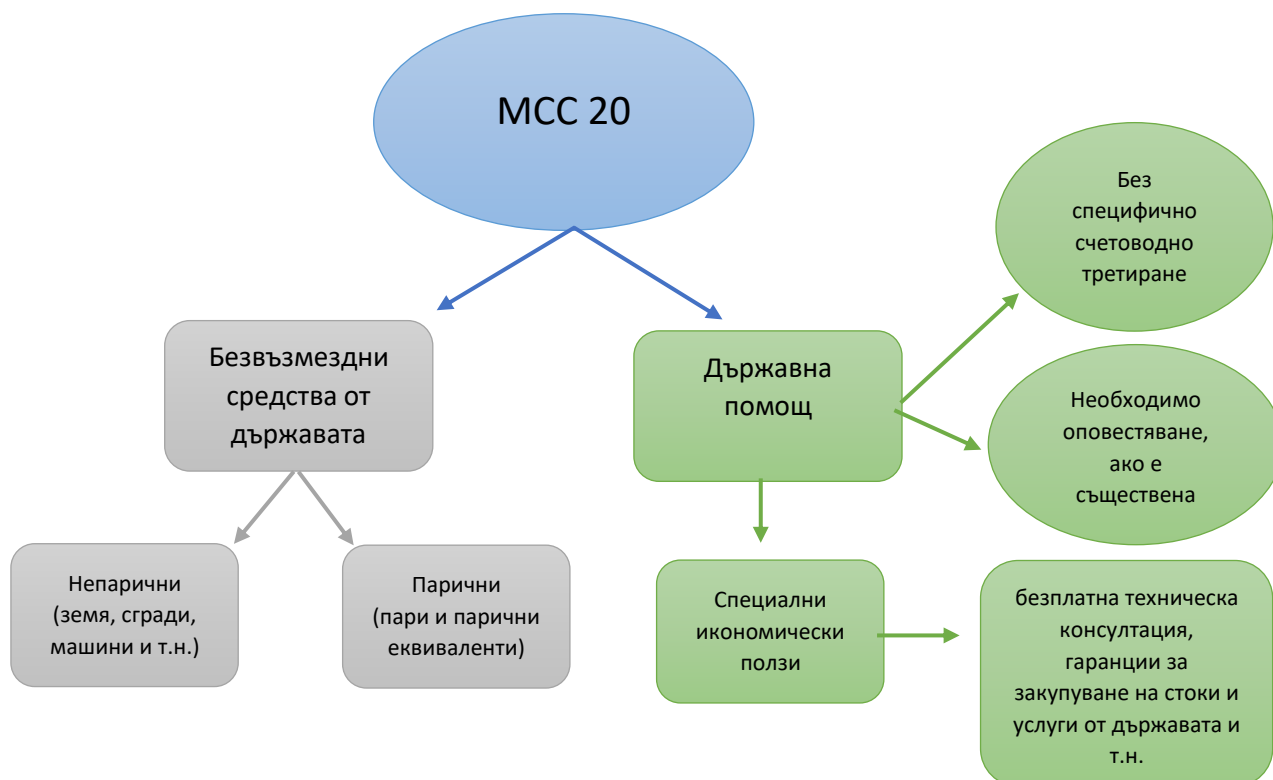 МСС 20
Без
специфично
счетоводно
третиране
Безвъзмездни
средства от
държавата
Държавна
помощ
Необходимо
оповестяване,
ако е
съществена
Непарични
(земя, сгради,
машини и т.н.)
Парични
(пари и парични
еквиваленти)
Специални
икономически
ползи
безплатна техническа
консултация,
гаранции за
закупуване на стоки и
услуги от държавата и
т.н.